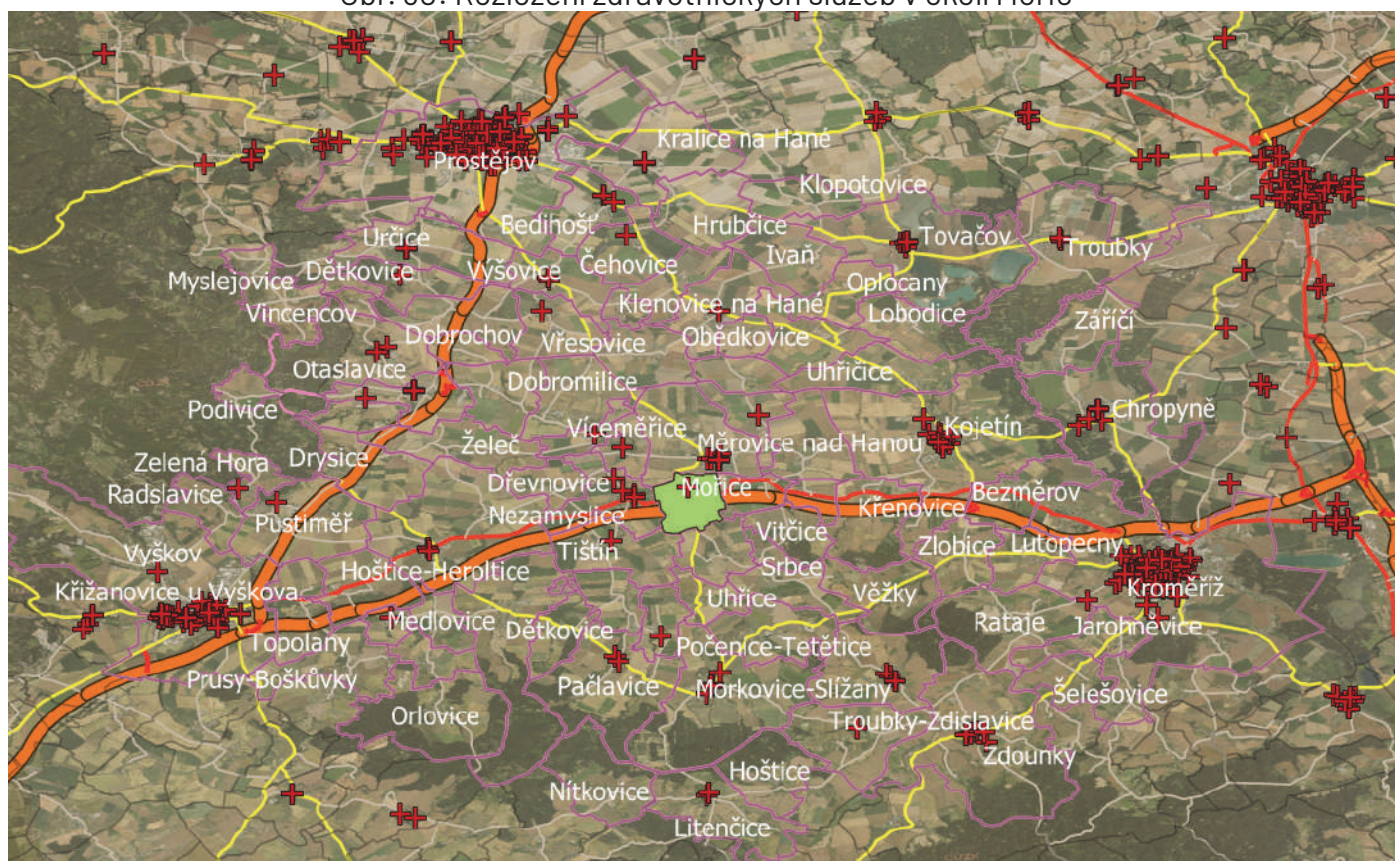 Prostějov
Kralice na Hané
Klopotovice
Bedihošť
Hrubčice
Tovačov
Troubky
Určice
Ivaň
Čehovice
Myslejovice
Dětkovice
Výšovice
Oplocany
Vincencov
Klenovice na Hané
Lobodice
Záříčí
Dobrochov
Vřesovice
Obědkovice
Otaslavice
Dobromilice
Uhřičice
Podivice
Chropyně
Víceměřice
Měrovice nad Hanou
Kojetín
Želeč
Drysice
Zelená Hora
Radslavice
Dřevnovice
Mořice
Bezměrov
Pustiměř
Nezamyslice
Křenovice
Vitčice
Vyškov
Tištín
Zlobice
Lutopecny
Hoštice-Heroltice
Srbce
Křižanovice u Vyškova
Uhřice
Věžky
Kroměříž
Medlovice
Dětkovice
Rataje
Jarohněvice
Topolany
Počenice-Tetětice
Prusy-Boškůvky
Pačlavice
Morkovice-Slížany
Šelešovice
Orlovice
Troubky-Zdislavice
Zdounky
Hoštice
Nítkovice
Litenčice